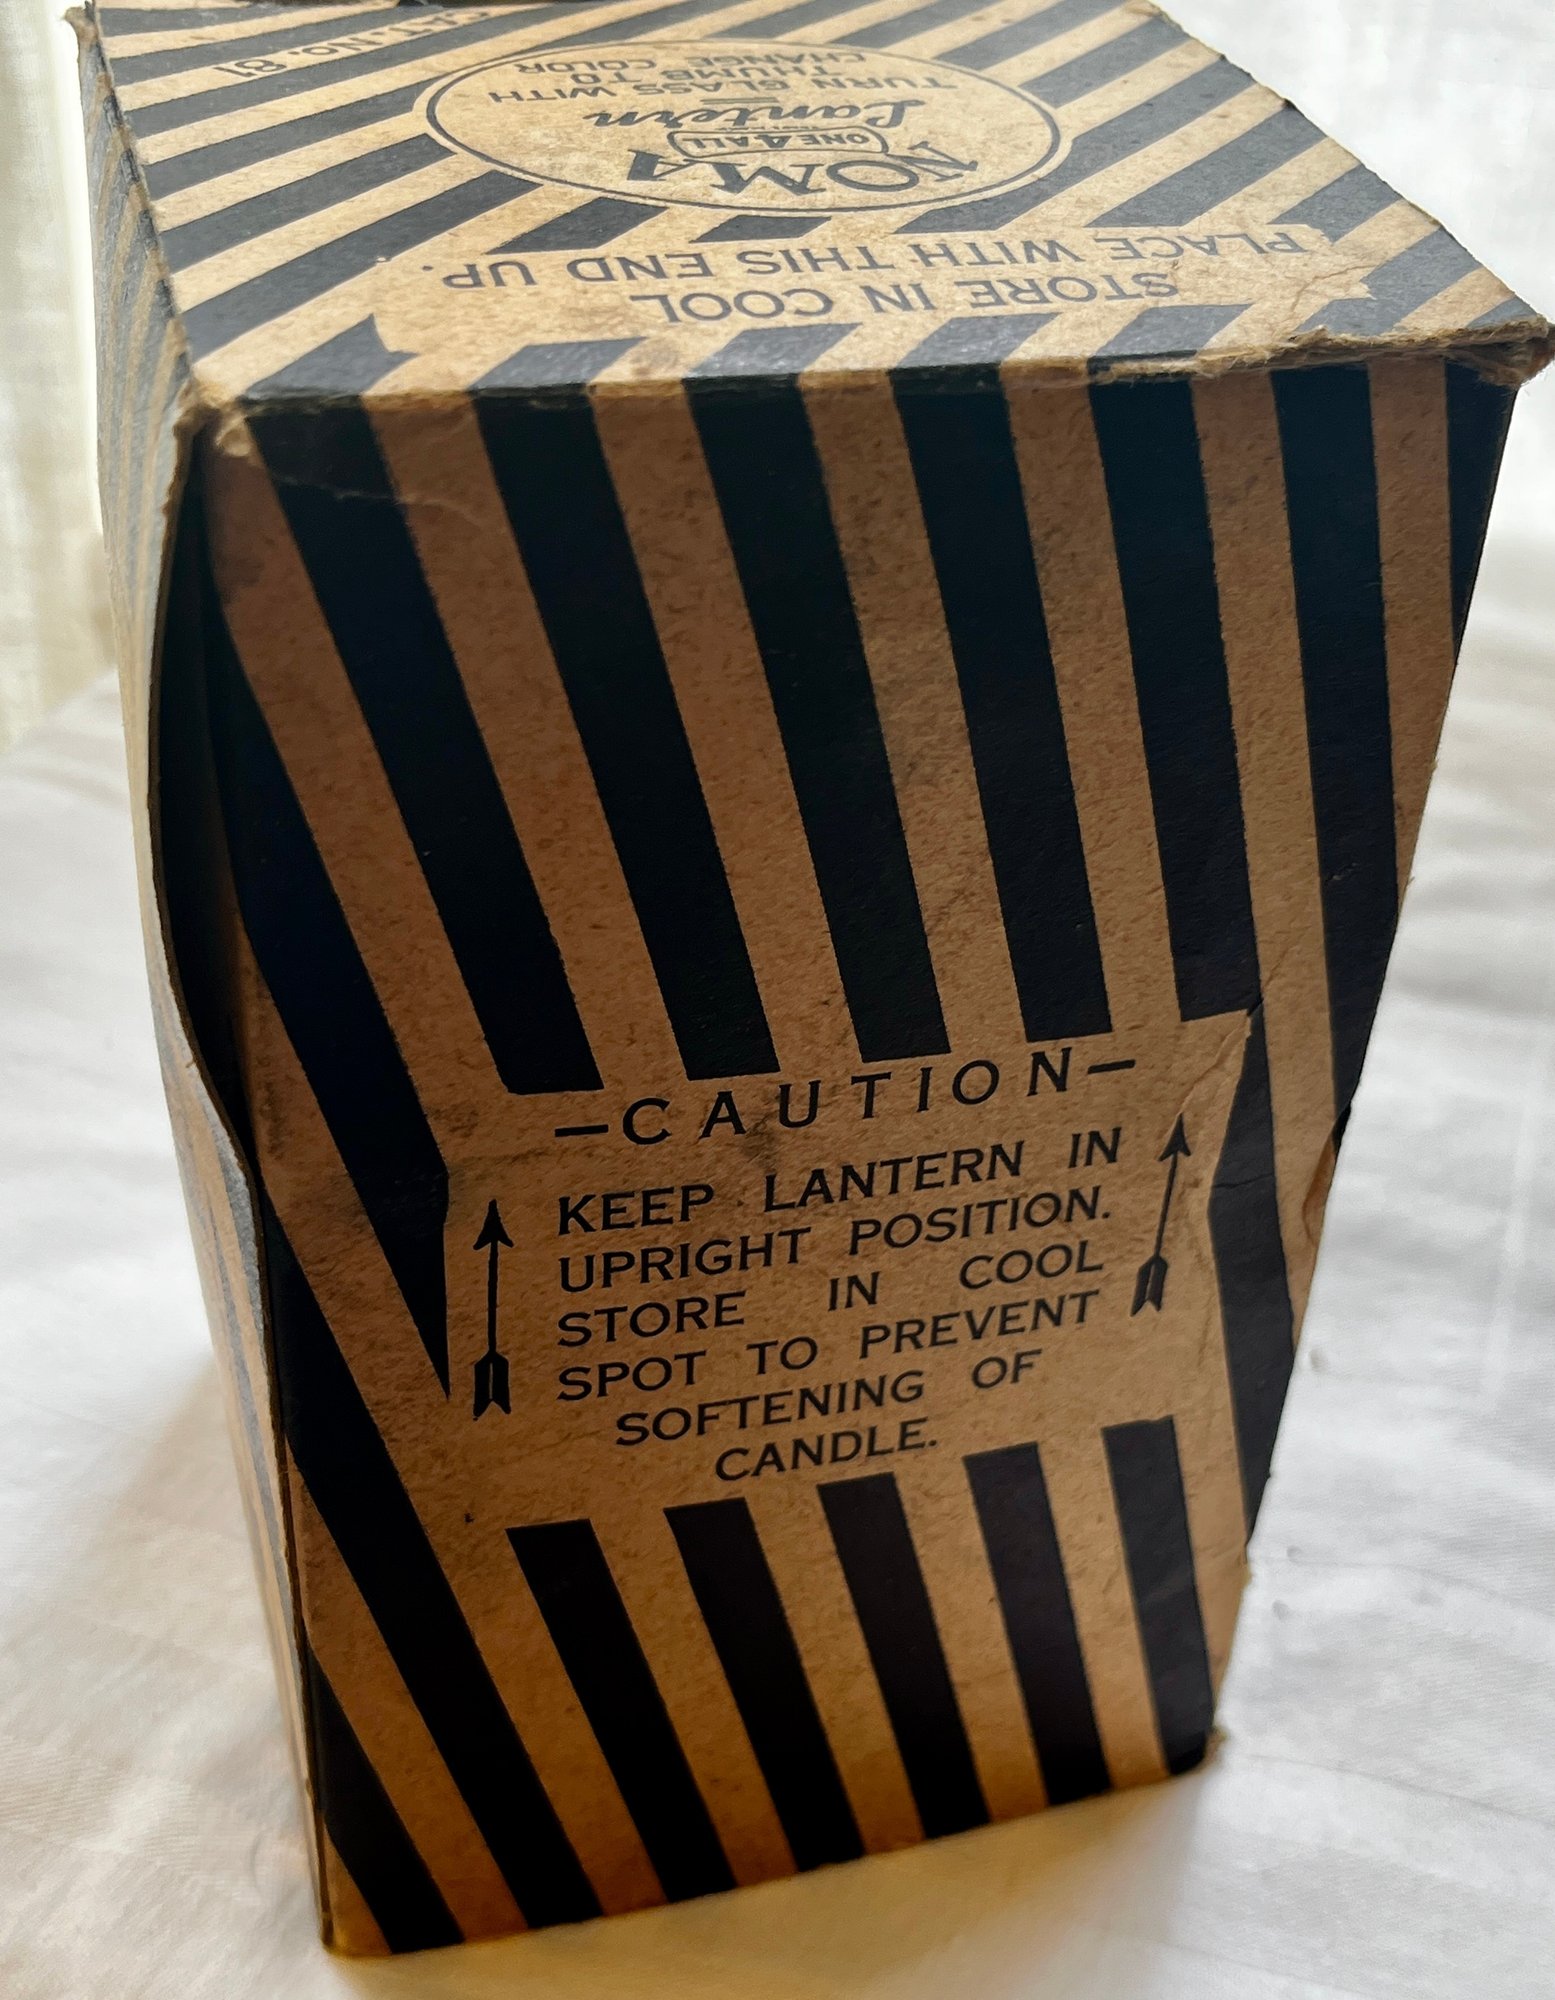 STORE IN COOL
PLACE WITH THIS END UP.
NOMA
ONE 4 ALL
Lantern
TURN GLASS WITH
THUMB TO
CHANGE COLOR
CAT. No. 81
—CAUTION—
KEEP LANTERN IN
UPRIGHT POSITION.
STORE IN COOL
SPOT TO PREVENT
SOFTENING OF
CANDLE.